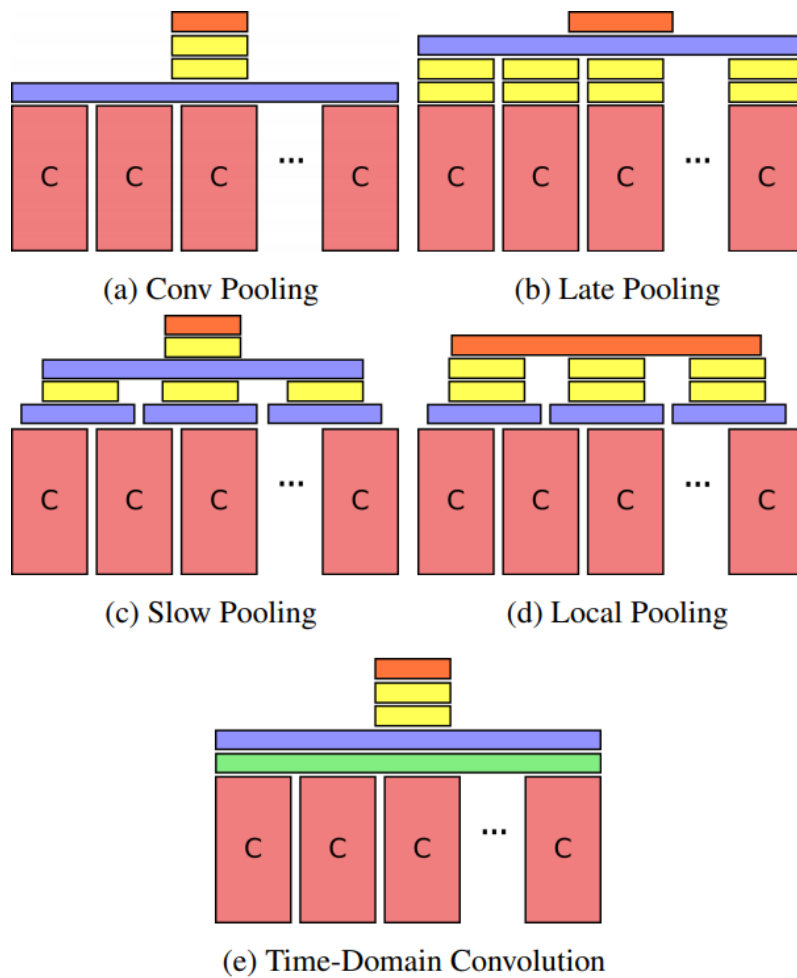 C C C ... C C C C ... C
(a) Conv Pooling (b) Late Pooling
C C C ... C C C C ... C
(c) Slow Pooling (d) Local Pooling
C C C ... C
(e) Time-Domain Convolution